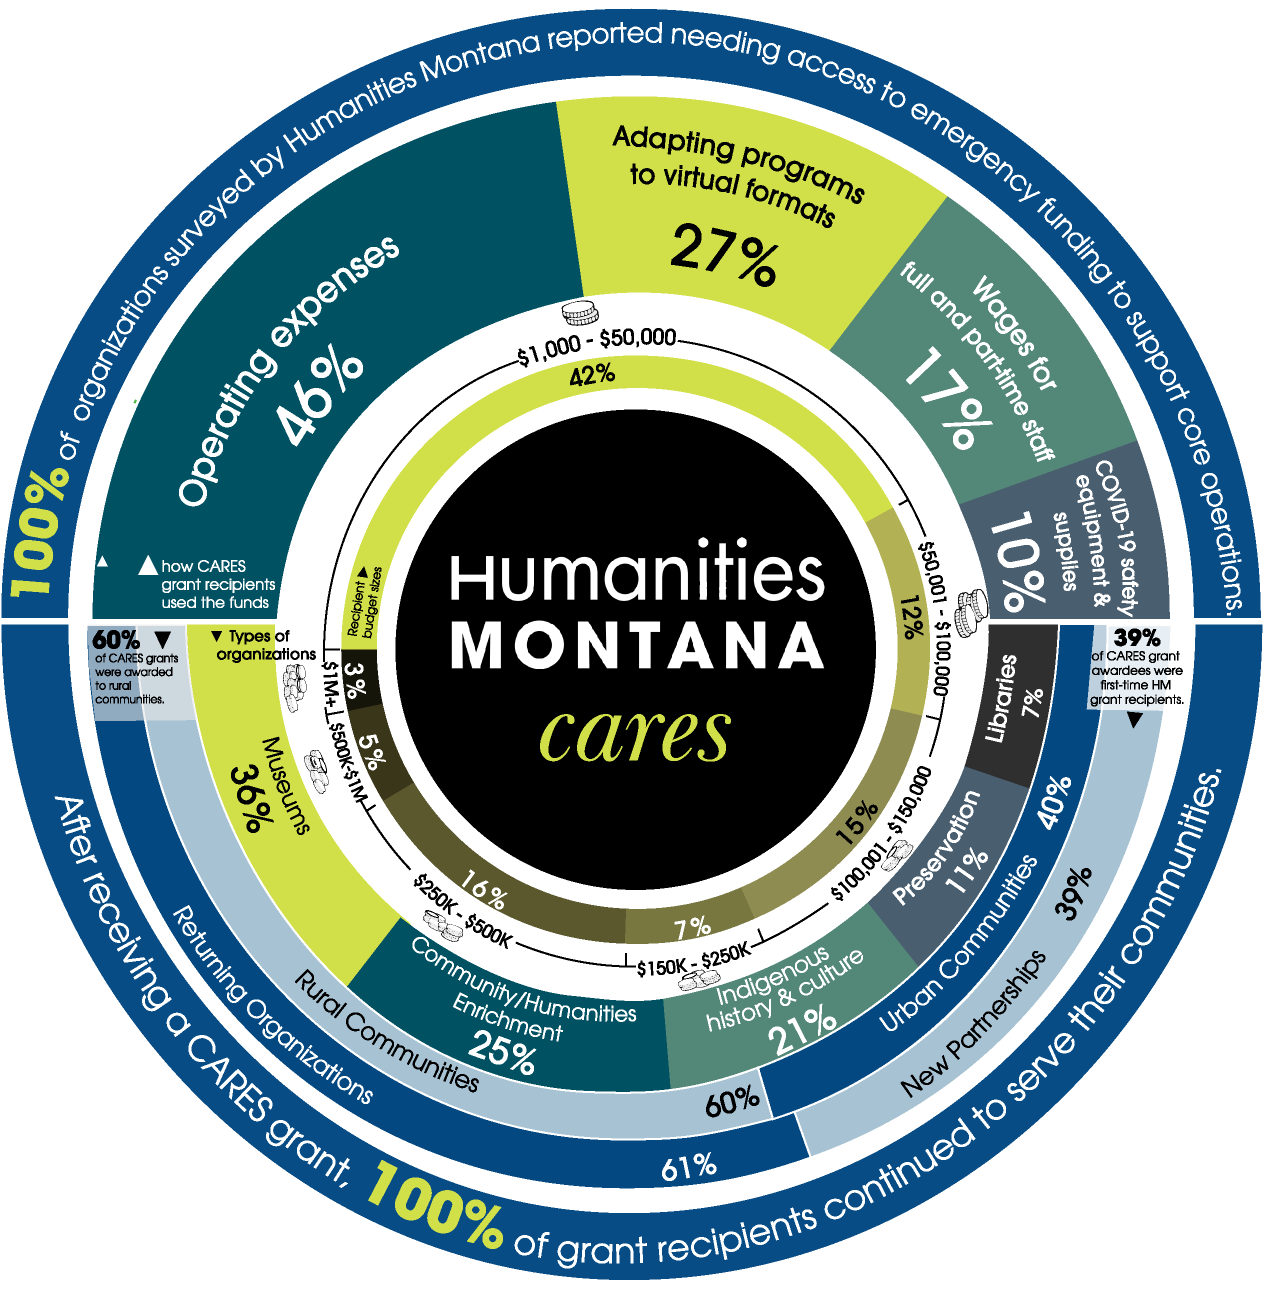 100% of organizations surveyed by Humanities Montana reported needing access to emergency funding to support core operations.
Operating expenses
46%
Adapting programs
to virtual formats
27%
Wages for
full and part-time staff
17%
COVID-19 safety
equipment &
supplies
10%
▲ ▲ how CARES
grant recipients
used the funds
$1,000 - $50,000
42%
$50,001 - $100,000
12%
$100,001 - $150,000
15%
$150K - $250K
7%
$250K - $500K
16%
$500K-$1M
5%
$1M+
3%
Recipient ▶
budget sizes
Humanities
MONTANA
cares
60% ▼
of CARES grants
were awarded
to rural
communities.
▼ Types of
organizations
Museums
36%
Community/Humanities
Enrichment
25%
Indigenous
history & culture
21%
Preservation
11%
Libraries
7%
39%
of CARES grant
awardees were
first-time HM
grant recipients.
▼
Rural Communities
60%
Urban Communities
40%
Returning Organizations
61%
New Partnerships
39%
After receiving a CARES grant, 100% of grant recipients continued to serve their communities.